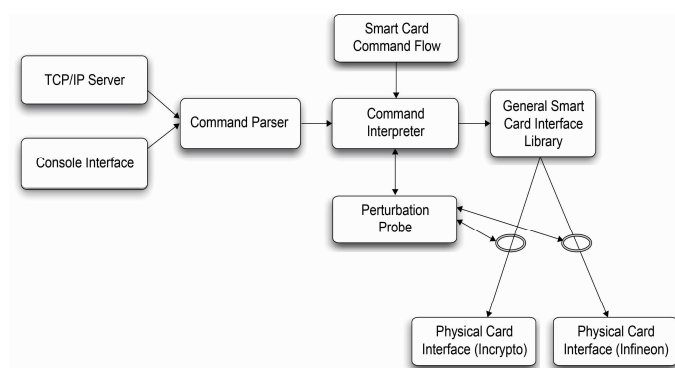 Smart Card
Command Flow
TCP/IP Server
Command Parser
Command
Interpreter
General Smart
Card Interface
Library
Console Interface
Perturbation
Probe
Physical Card
Interface (Incrypto)
Physical Card
Interface (Infineon)